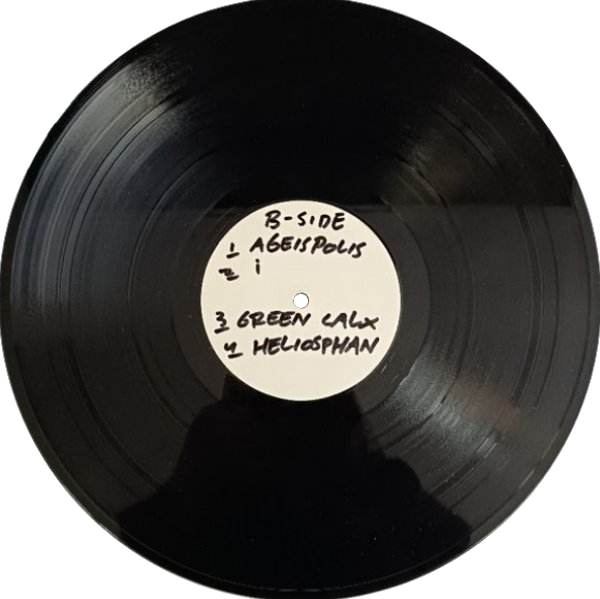 B-SIDE
1 AGEISPOLIS
2 i
3 GREEN CALX
4 HELIOSPHAN